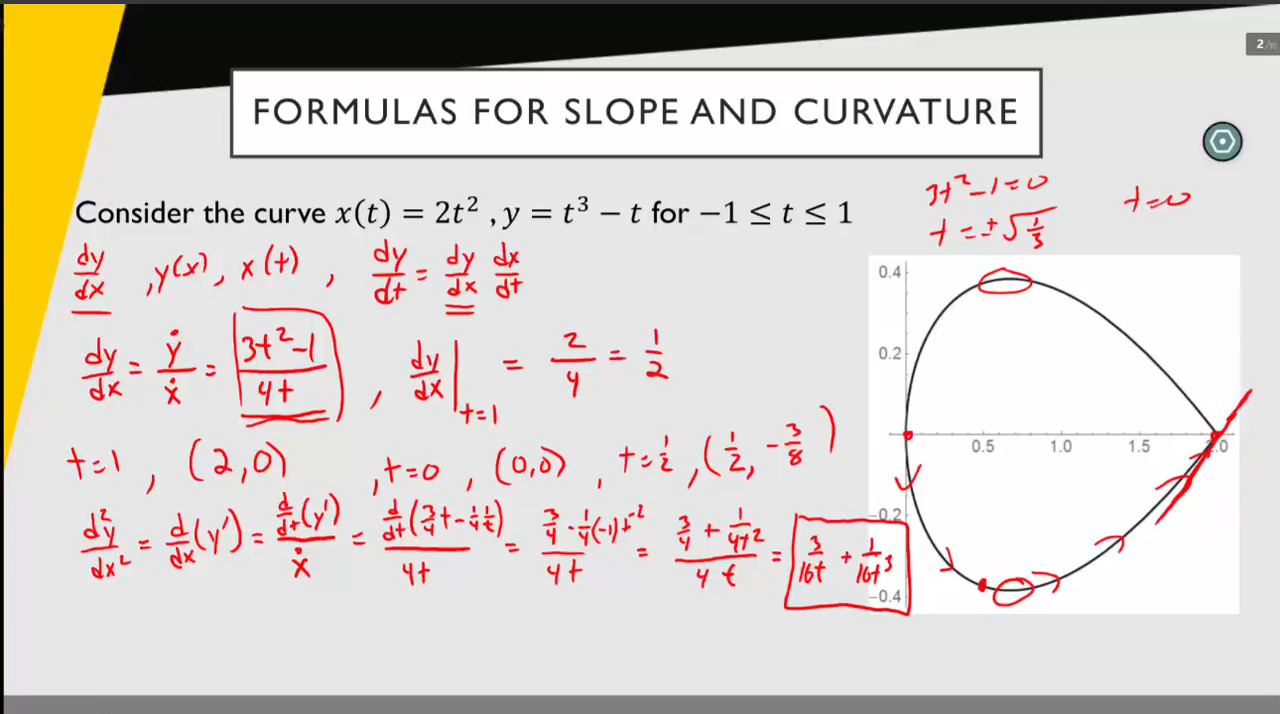 2/11
FORMULAS FOR SLOPE AND CURVATURE
Consider the curve x(t) = 2t², y = t³ − t for −1 ≤ t ≤ 1
3t²−1=0
t=±√(1/3)
t=0
dy/dx , y(x), x(t) , dy/dt = dy/dx dx/dt
dy/dx = ẏ/ẋ = (3t²−1)/4t , dy/dx|t=1 = 2/4 = 1/2
t=1 , (2,0) , t=0 , (0,0) , t=1/2 , (1/2, −3/8)
d²y/dx² = d/dx(y') = d/dt(y')/ẋ = d/dt(3/4 t − 1/4 1/t)/4t = (3/4 − 1/4(−1)t⁻²)/4t = (3/4 + 1/4t²)/4t = 3/16t + 1/16t³
0.4
0.2
0.5 1.0 1.5 2.0
−0.2
−0.4